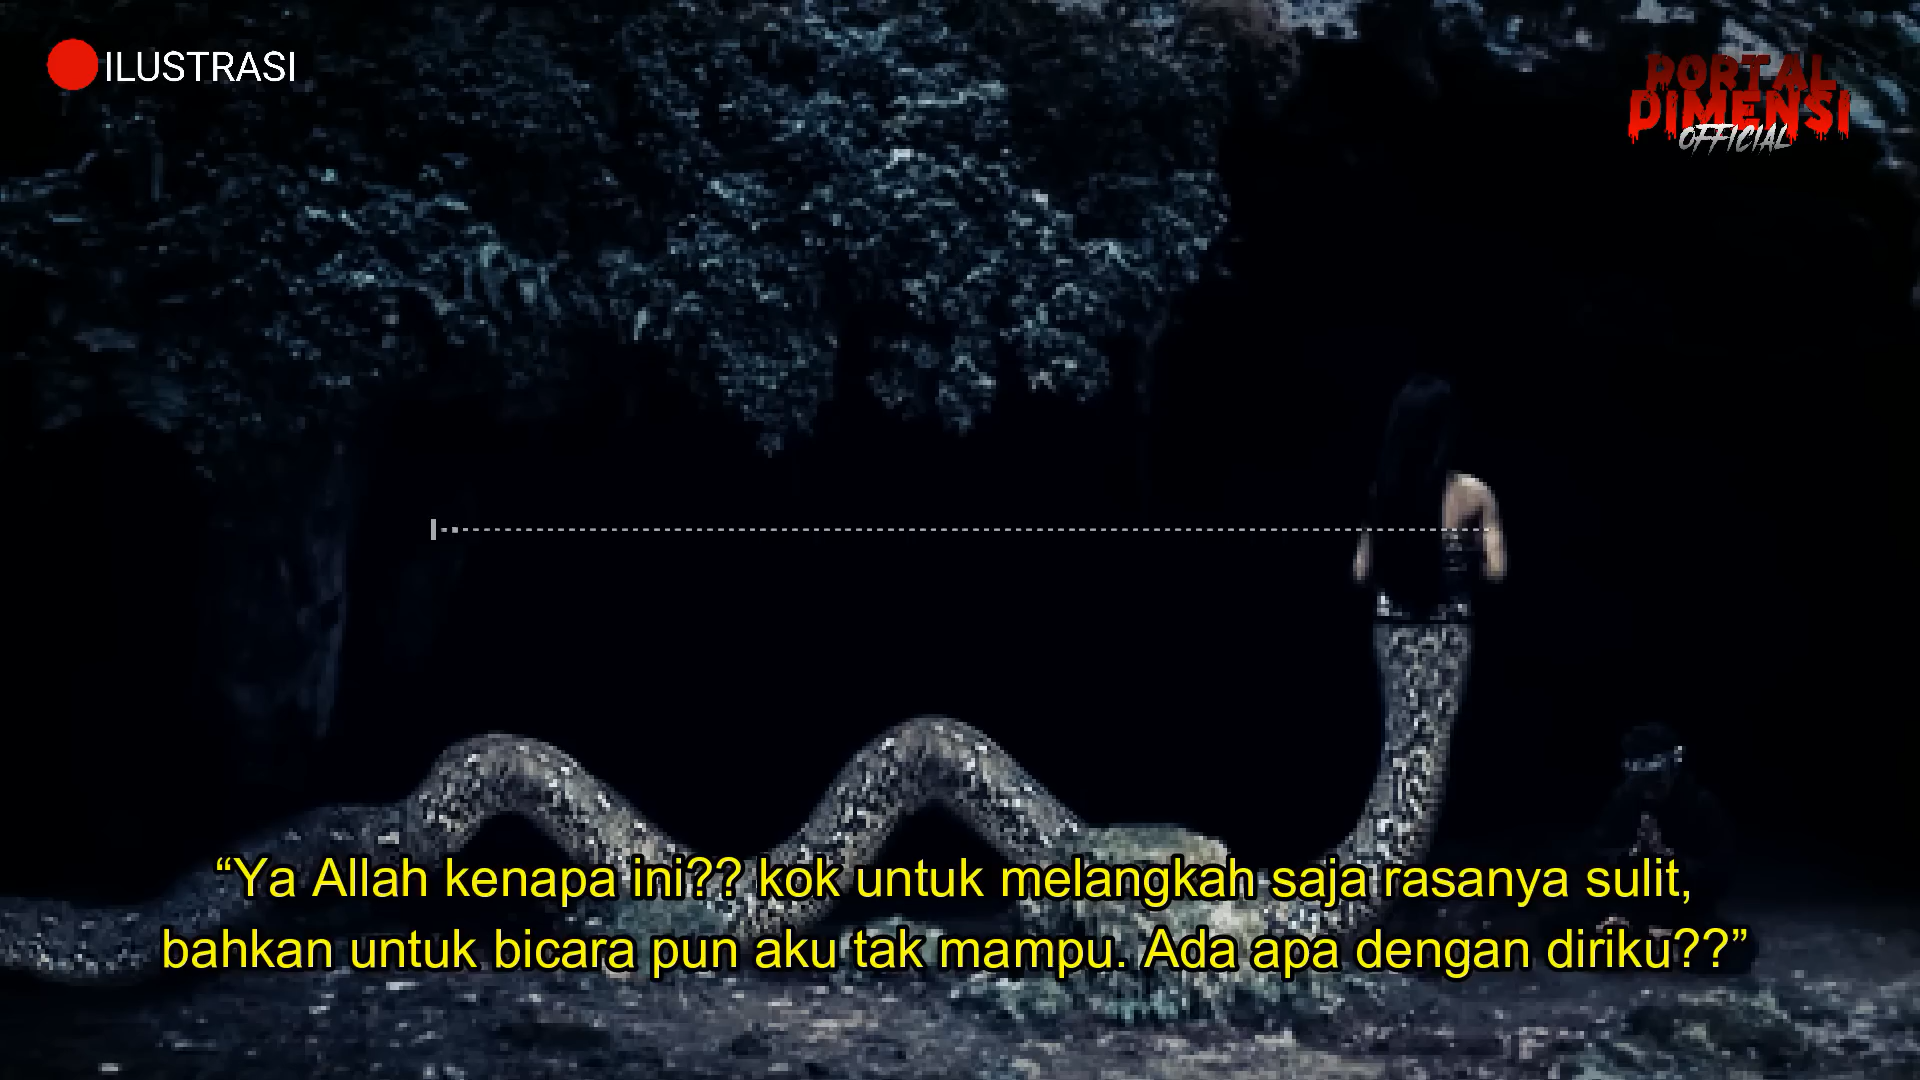 ILUSTRASI
PORTAL
DIMENSI
OFFICIAL
“Ya Allah kenapa ini?? kok untuk melangkah saja rasanya sulit,
bahkan untuk bicara pun aku tak mampu. Ada apa dengan diriku??”